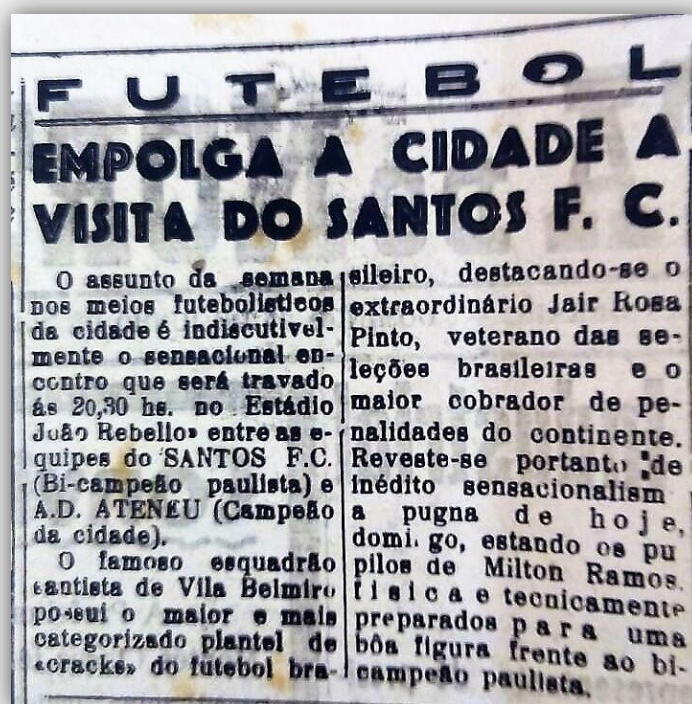 FUTEBOL
EMPOLGA A CIDADE A
VISITA DO SANTOS F. C.
O assunto da semana
nos meios futebolisticos
da cidade é indiscutivel-
mente o sensacional en-
contro que será travado
ás 20,30 hs. no Estádio
João Rebello» entre as e-
quipes do SANTOS F.C.
(Bi-campeão paulista) e
A.D. ATENEU (Campeão
da cidade).
O famoso esquadrão
santista de Vila Belmiro
possui o maior e mais
categorizado plantel de
«cracks» do futebol bra-
sileiro, destacando-se o
extraordinário Jair Rosa
Pinto, veterano das se-
leções brasileiras e o
maior cobrador de pe-
nalidades do continente.
Reveste-se portanto de
inédito sensacionalism
a pugna de hoje,
domi. go, estando os pu
pilos de Milton Ramos.
fisica e tecnicamente
preparados para uma
bôa figura frente ao bi-
campeão paulista.